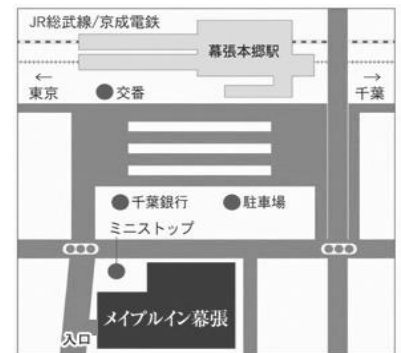 JR総武線/京成電鉄
幕張本郷駅
←
東京
→
千葉
交番
千葉銀行
駐車場
ミニストップ
メイプルイン幕張
入口